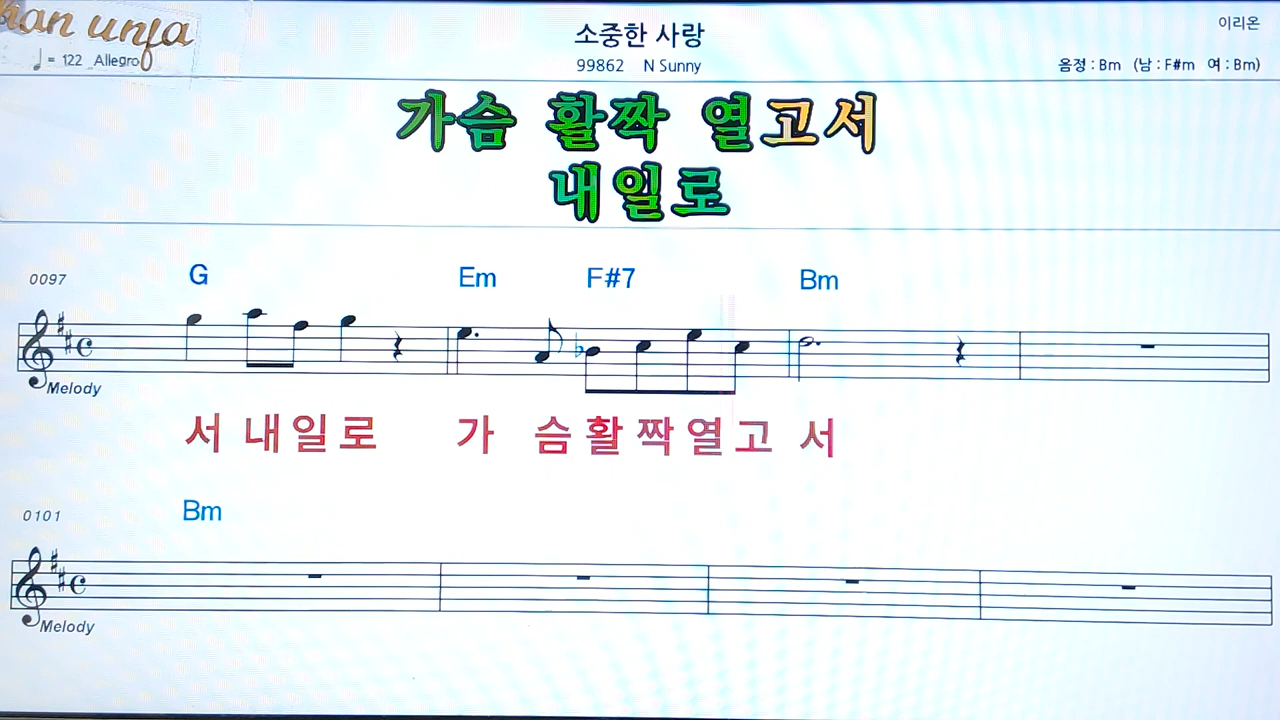 소중한 사랑
이리온
♩= 122 Allegro
99862 N Sunny
음정 : Bm (남 : F#m 여 : Bm)
가슴 활짝 열고서
내일로
0097 G Em F#7 Bm
Melody
서 내일로 가 슴활 짝열고 서
0101 Bm
Melody